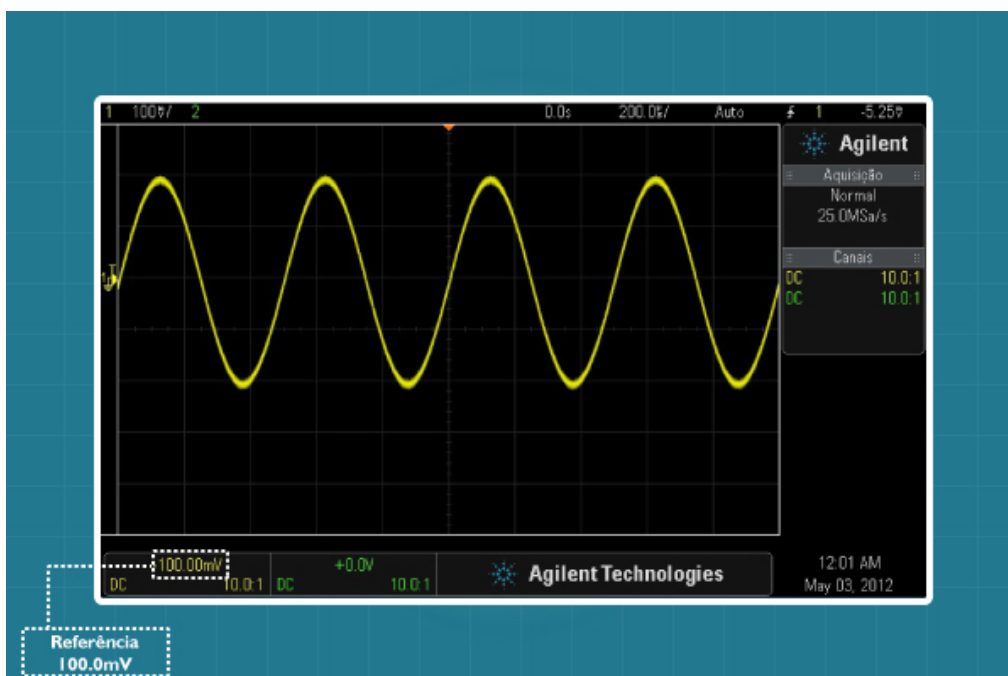 1 100V/ 2 0.0s 200.0µ/ Auto 1 -5.25V
Agilent
Aquisição
Normal
25.0MSa/s
Canais
DC 10.0:1
DC 10.0:1
100.00mV +0.0V
DC 10.0:1 DC 10.0:1
Agilent Technologies
12:01 AM
May 03, 2012
Referência
100.0mV